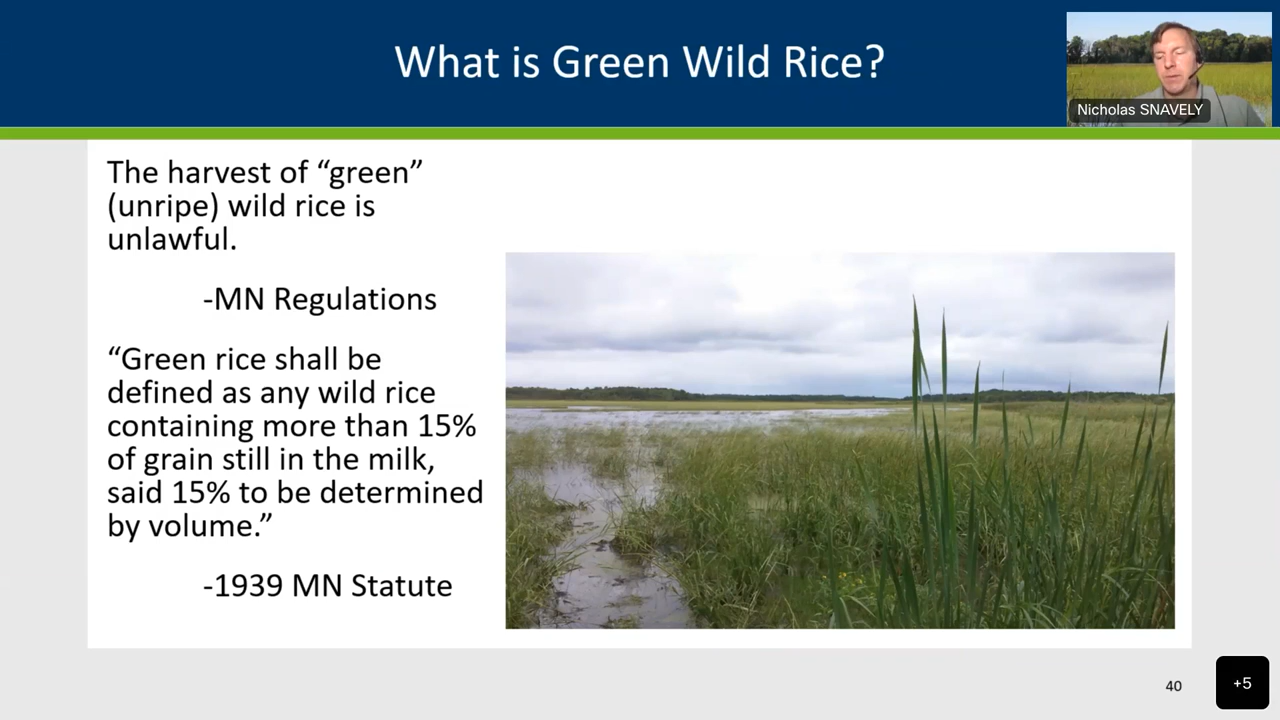 What is Green Wild Rice?
Nicholas SNAVELY
The harvest of “green”
(unripe) wild rice is
unlawful.
-MN Regulations
“Green rice shall be
defined as any wild rice
containing more than 15%
of grain still in the milk,
said 15% to be determined
by volume.”
-1939 MN Statute
40
+5